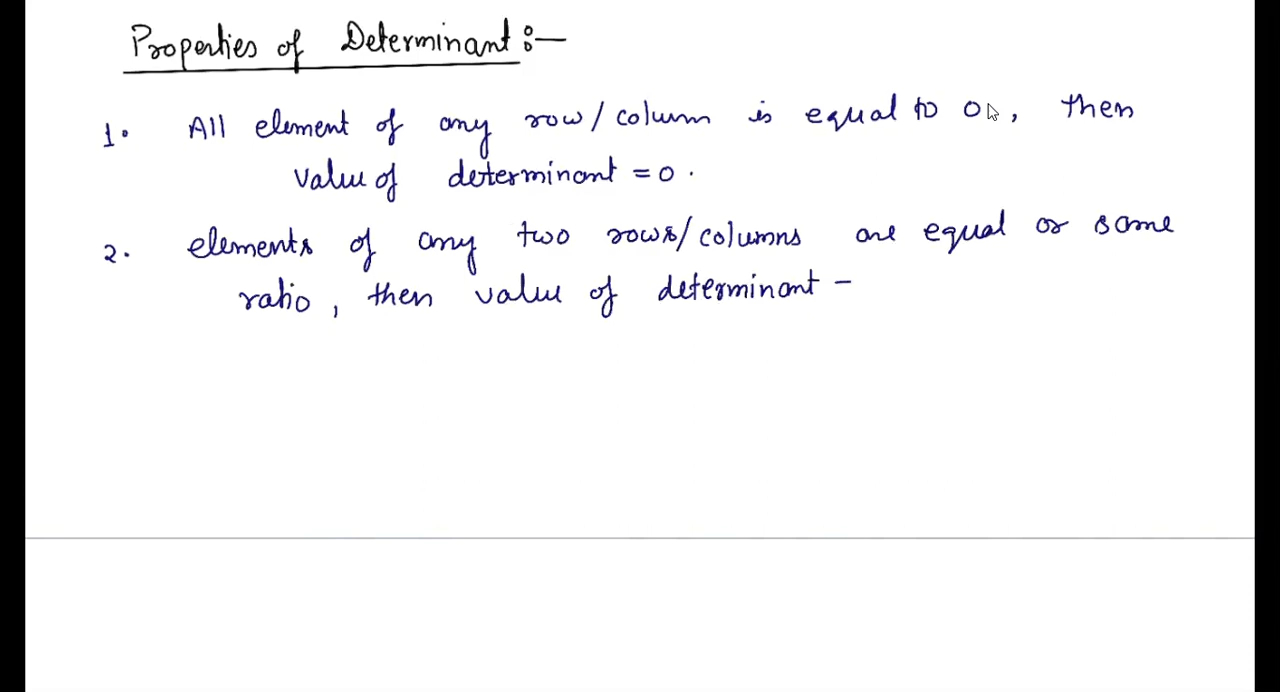 Properties of Determinant :-
1. All element of any row/column is equal to 0, then
value of determinant = 0.
2. elements of any two rows/columns are equal or same
ratio, then value of determinant -